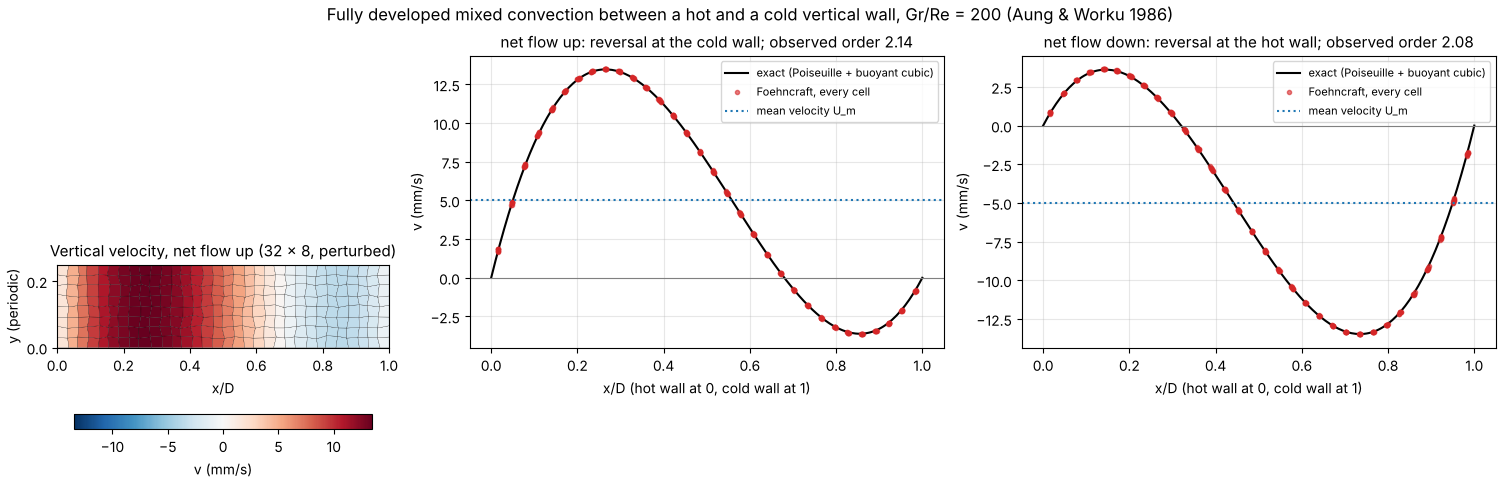 Fully developed mixed convection between a hot and a cold vertical wall, Gr/Re = 200 (Aung & Worku 1986)
Vertical velocity, net flow up (32 × 8, perturbed)
y (periodic)
0.2
0.0
0.0 0.2 0.4 0.6 0.8 1.0
x/D
−10 −5 0 5 10
v (mm/s)
net flow up: reversal at the cold wall; observed order 2.14
exact (Poiseuille + buoyant cubic)
Foehncraft, every cell
mean velocity U_m
v (mm/s)
12.5
10.0
7.5
5.0
2.5
0.0
−2.5
0.0 0.2 0.4 0.6 0.8 1.0
x/D (hot wall at 0, cold wall at 1)
net flow down: reversal at the hot wall; observed order 2.08
exact (Poiseuille + buoyant cubic)
Foehncraft, every cell
mean velocity U_m
v (mm/s)
2.5
0.0
−2.5
−5.0
−7.5
−10.0
−12.5
0.0 0.2 0.4 0.6 0.8 1.0
x/D (hot wall at 0, cold wall at 1)